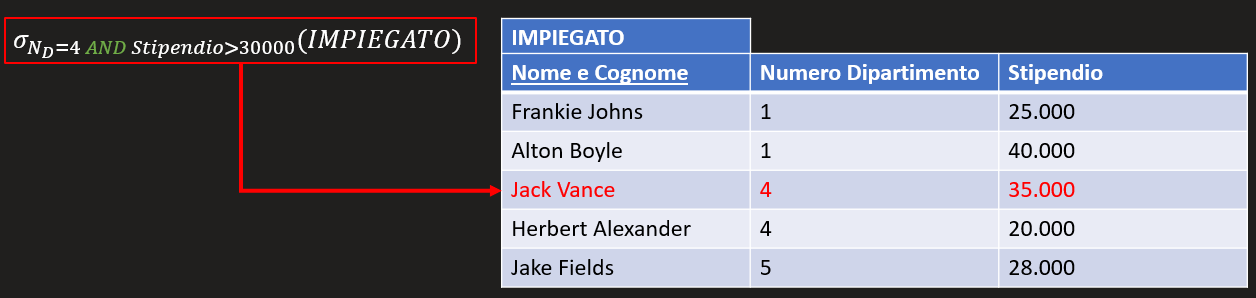 σ_{N_D=4 AND Stipendio>30000}(IMPIEGATO)
IMPIEGATO
Nome e Cognome Numero Dipartimento Stipendio
Frankie Johns 1 25.000
Alton Boyle 1 40.000
Jack Vance 4 35.000
Herbert Alexander 4 20.000
Jake Fields 5 28.000